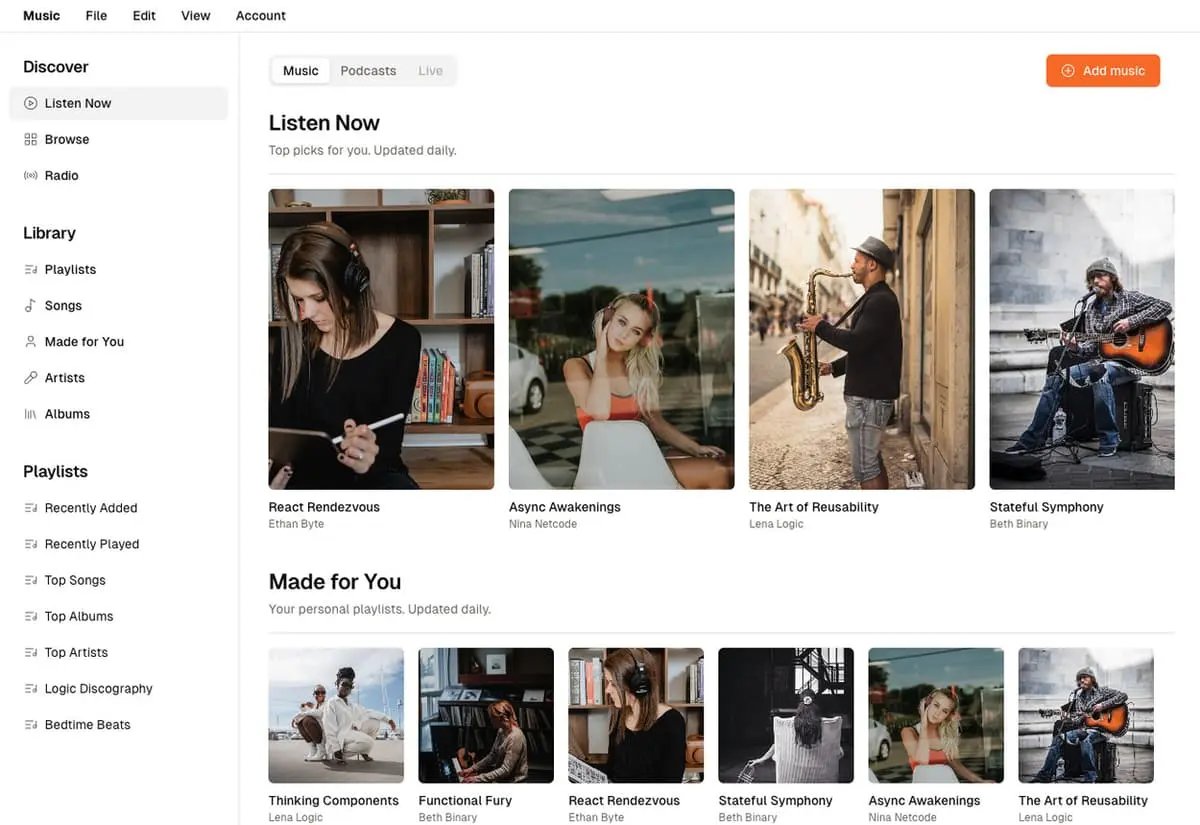 Music File Edit View Account
Discover
Listen Now
Browse
Radio
Library
Playlists
Songs
Made for You
Artists
Albums
Playlists
Recently Added
Recently Played
Top Songs
Top Albums
Top Artists
Logic Discography
Bedtime Beats
Music Podcasts Live
Add music
Listen Now
Top picks for you. Updated daily.
React Rendezvous
Ethan Byte
Async Awakenings
Nina Netcode
The Art of Reusability
Lena Logic
Stateful Symphony
Beth Binary
Made for You
Your personal playlists. Updated daily.
Thinking Components
Lena Logic
Functional Fury
Beth Binary
React Rendezvous
Ethan Byte
Stateful Symphony
Beth Binary
Async Awakenings
Nina Netcode
The Art of Reusability
Lena Logic